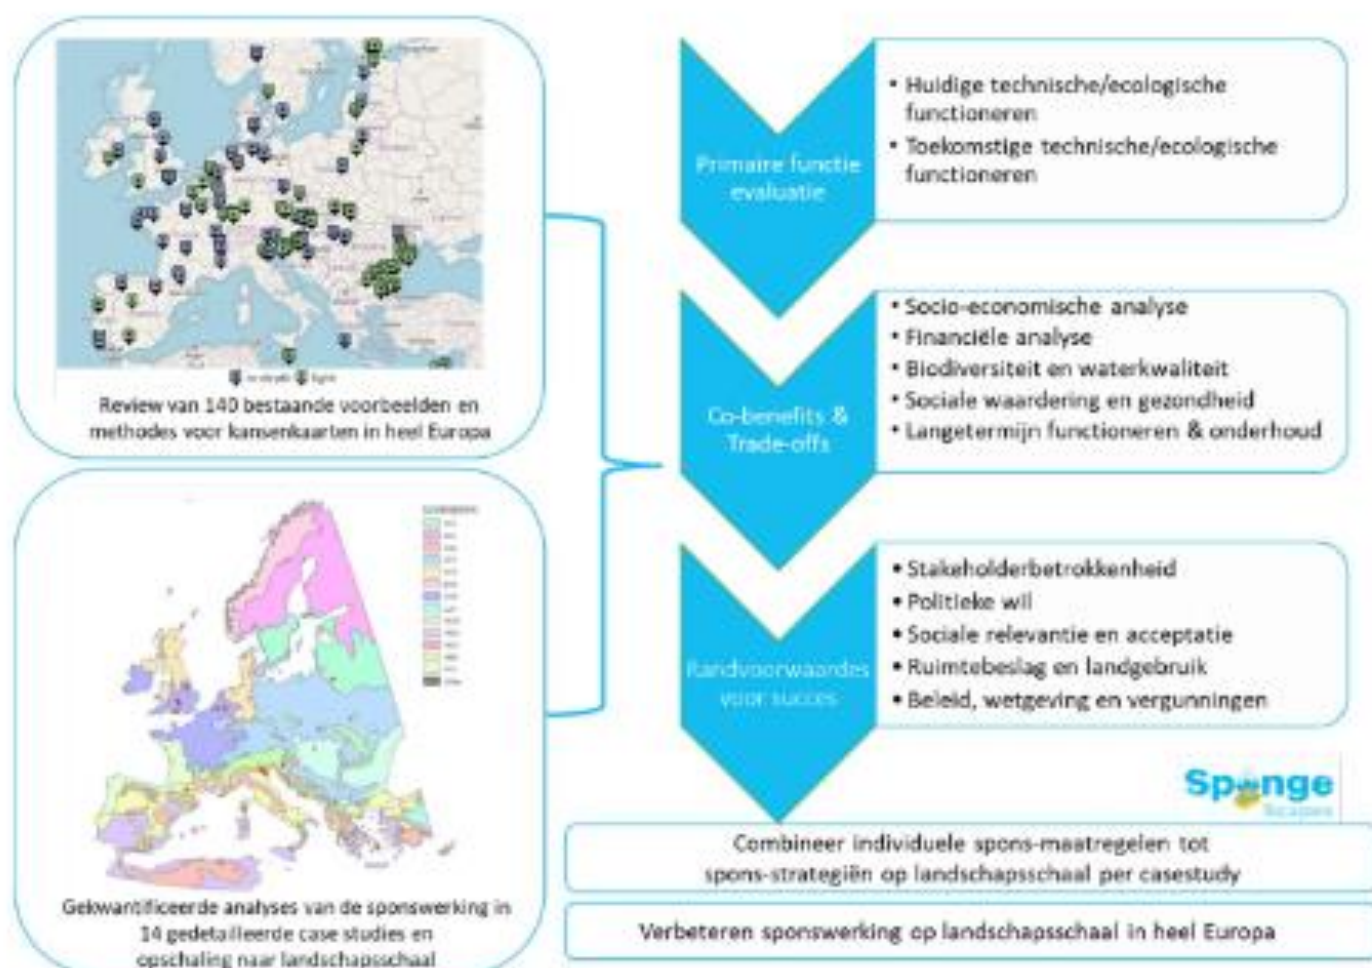 Review van 140 bestaande voorbeelden en
methodes voor kansenkaarten in heel Europa
Gekwantificeerde analyses van de sponswerking in
14 gedetailleerde case studies en
opschaling naar landschapsschaal
Primaire functie
evaluatie
• Huidige technische/ecologische
functioneren
• Toekomstige technische/ecologische
functioneren
Co-benefits &
Trade-offs
• Socio-economische analyse
• Financiële analyse
• Biodiversiteit en waterkwaliteit
• Sociale waardering en gezondheid
• Langetermijn functioneren & onderhoud
Randvoorwaardes
voor succes
• Stakeholderbetrokkenheid
• Politieke wil
• Sociale relevantie en acceptatie
• Ruimtebeslag en landgebruik
• Beleid, wetgeving en vergunningen
Sponge
Scapes
Combineer individuele spons-maatregelen tot
spons-strategiën op landschapsschaal per casestudy
Verbeteren sponswerking op landschapsschaal in heel Europa